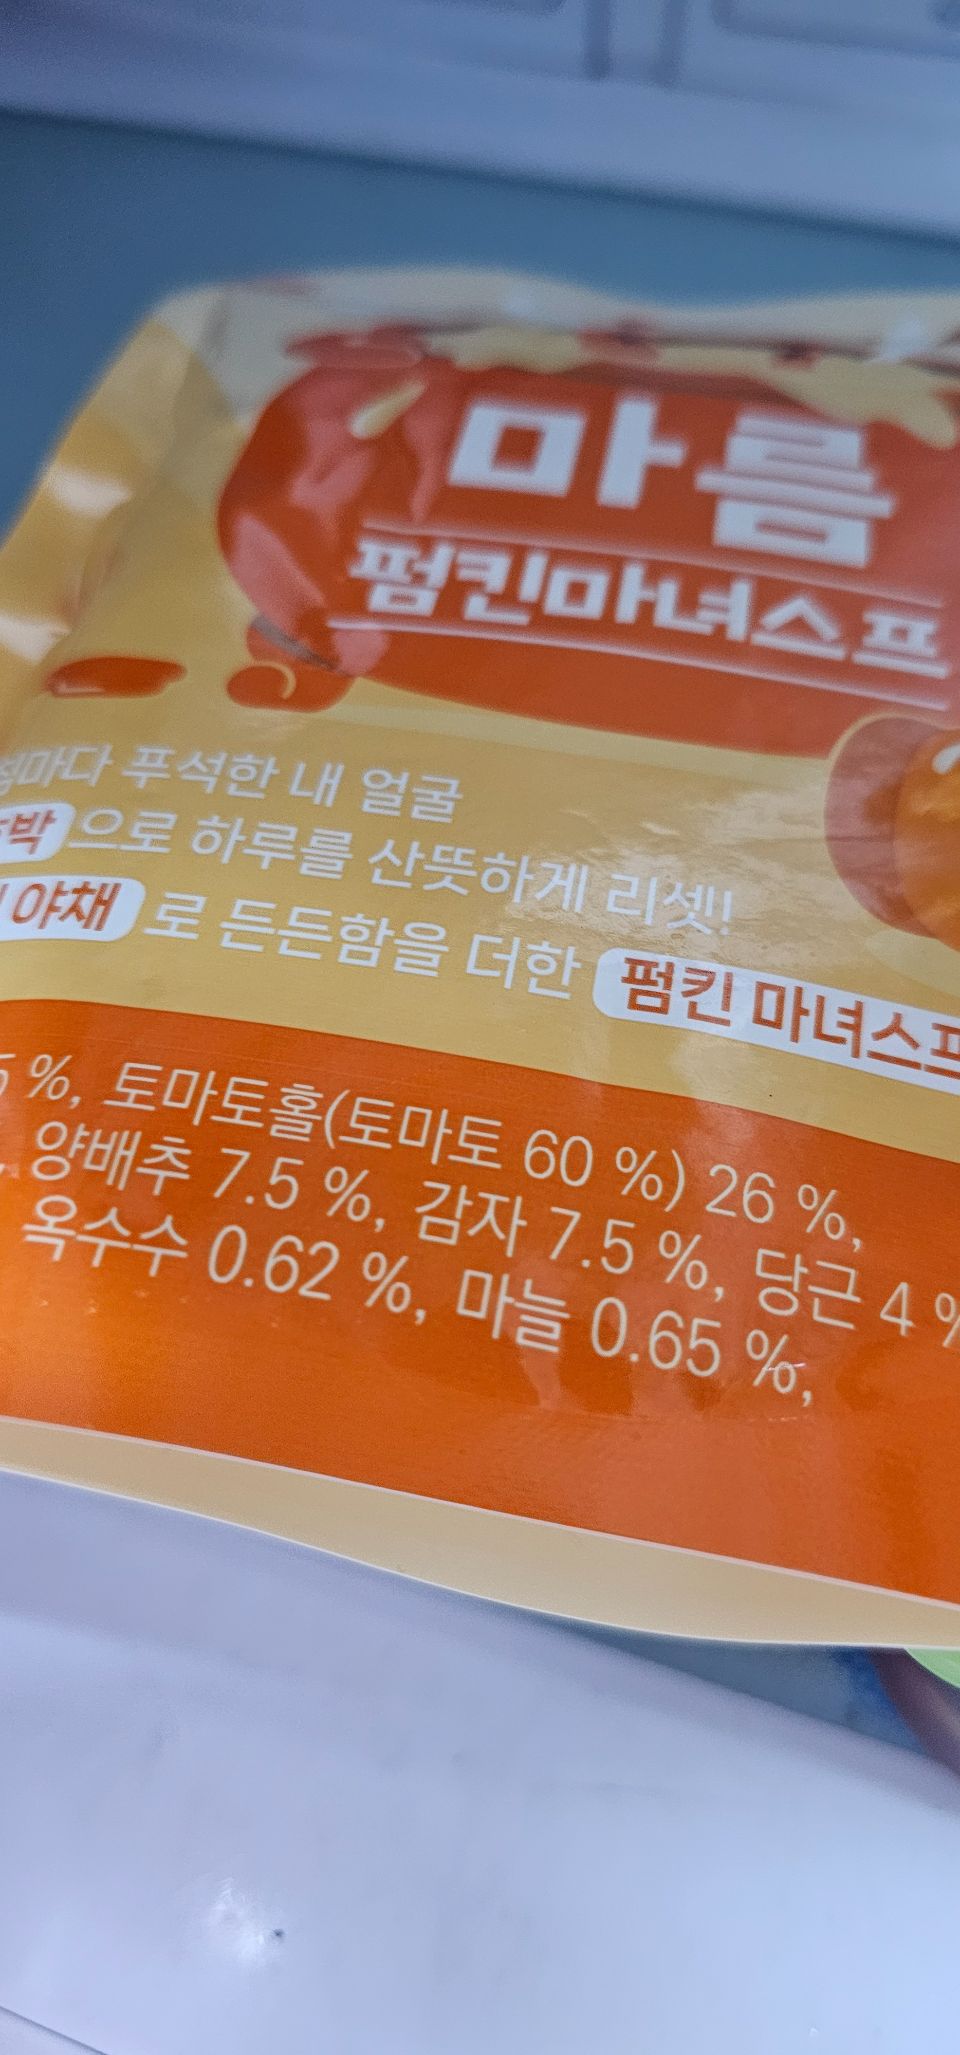 마름
펌킨마녀스프
푸석한 내 얼굴
으로 하루를 산뜻하게 리셋!
야채 로 든든함을 더한 펌킨 마녀스프
%, 토마토홀(토마토 60 %) 26 %,
양배추 7.5 %, 감자 7.5 %, 당근 4 %
옥수수 0.62 %, 마늘 0.65 %,